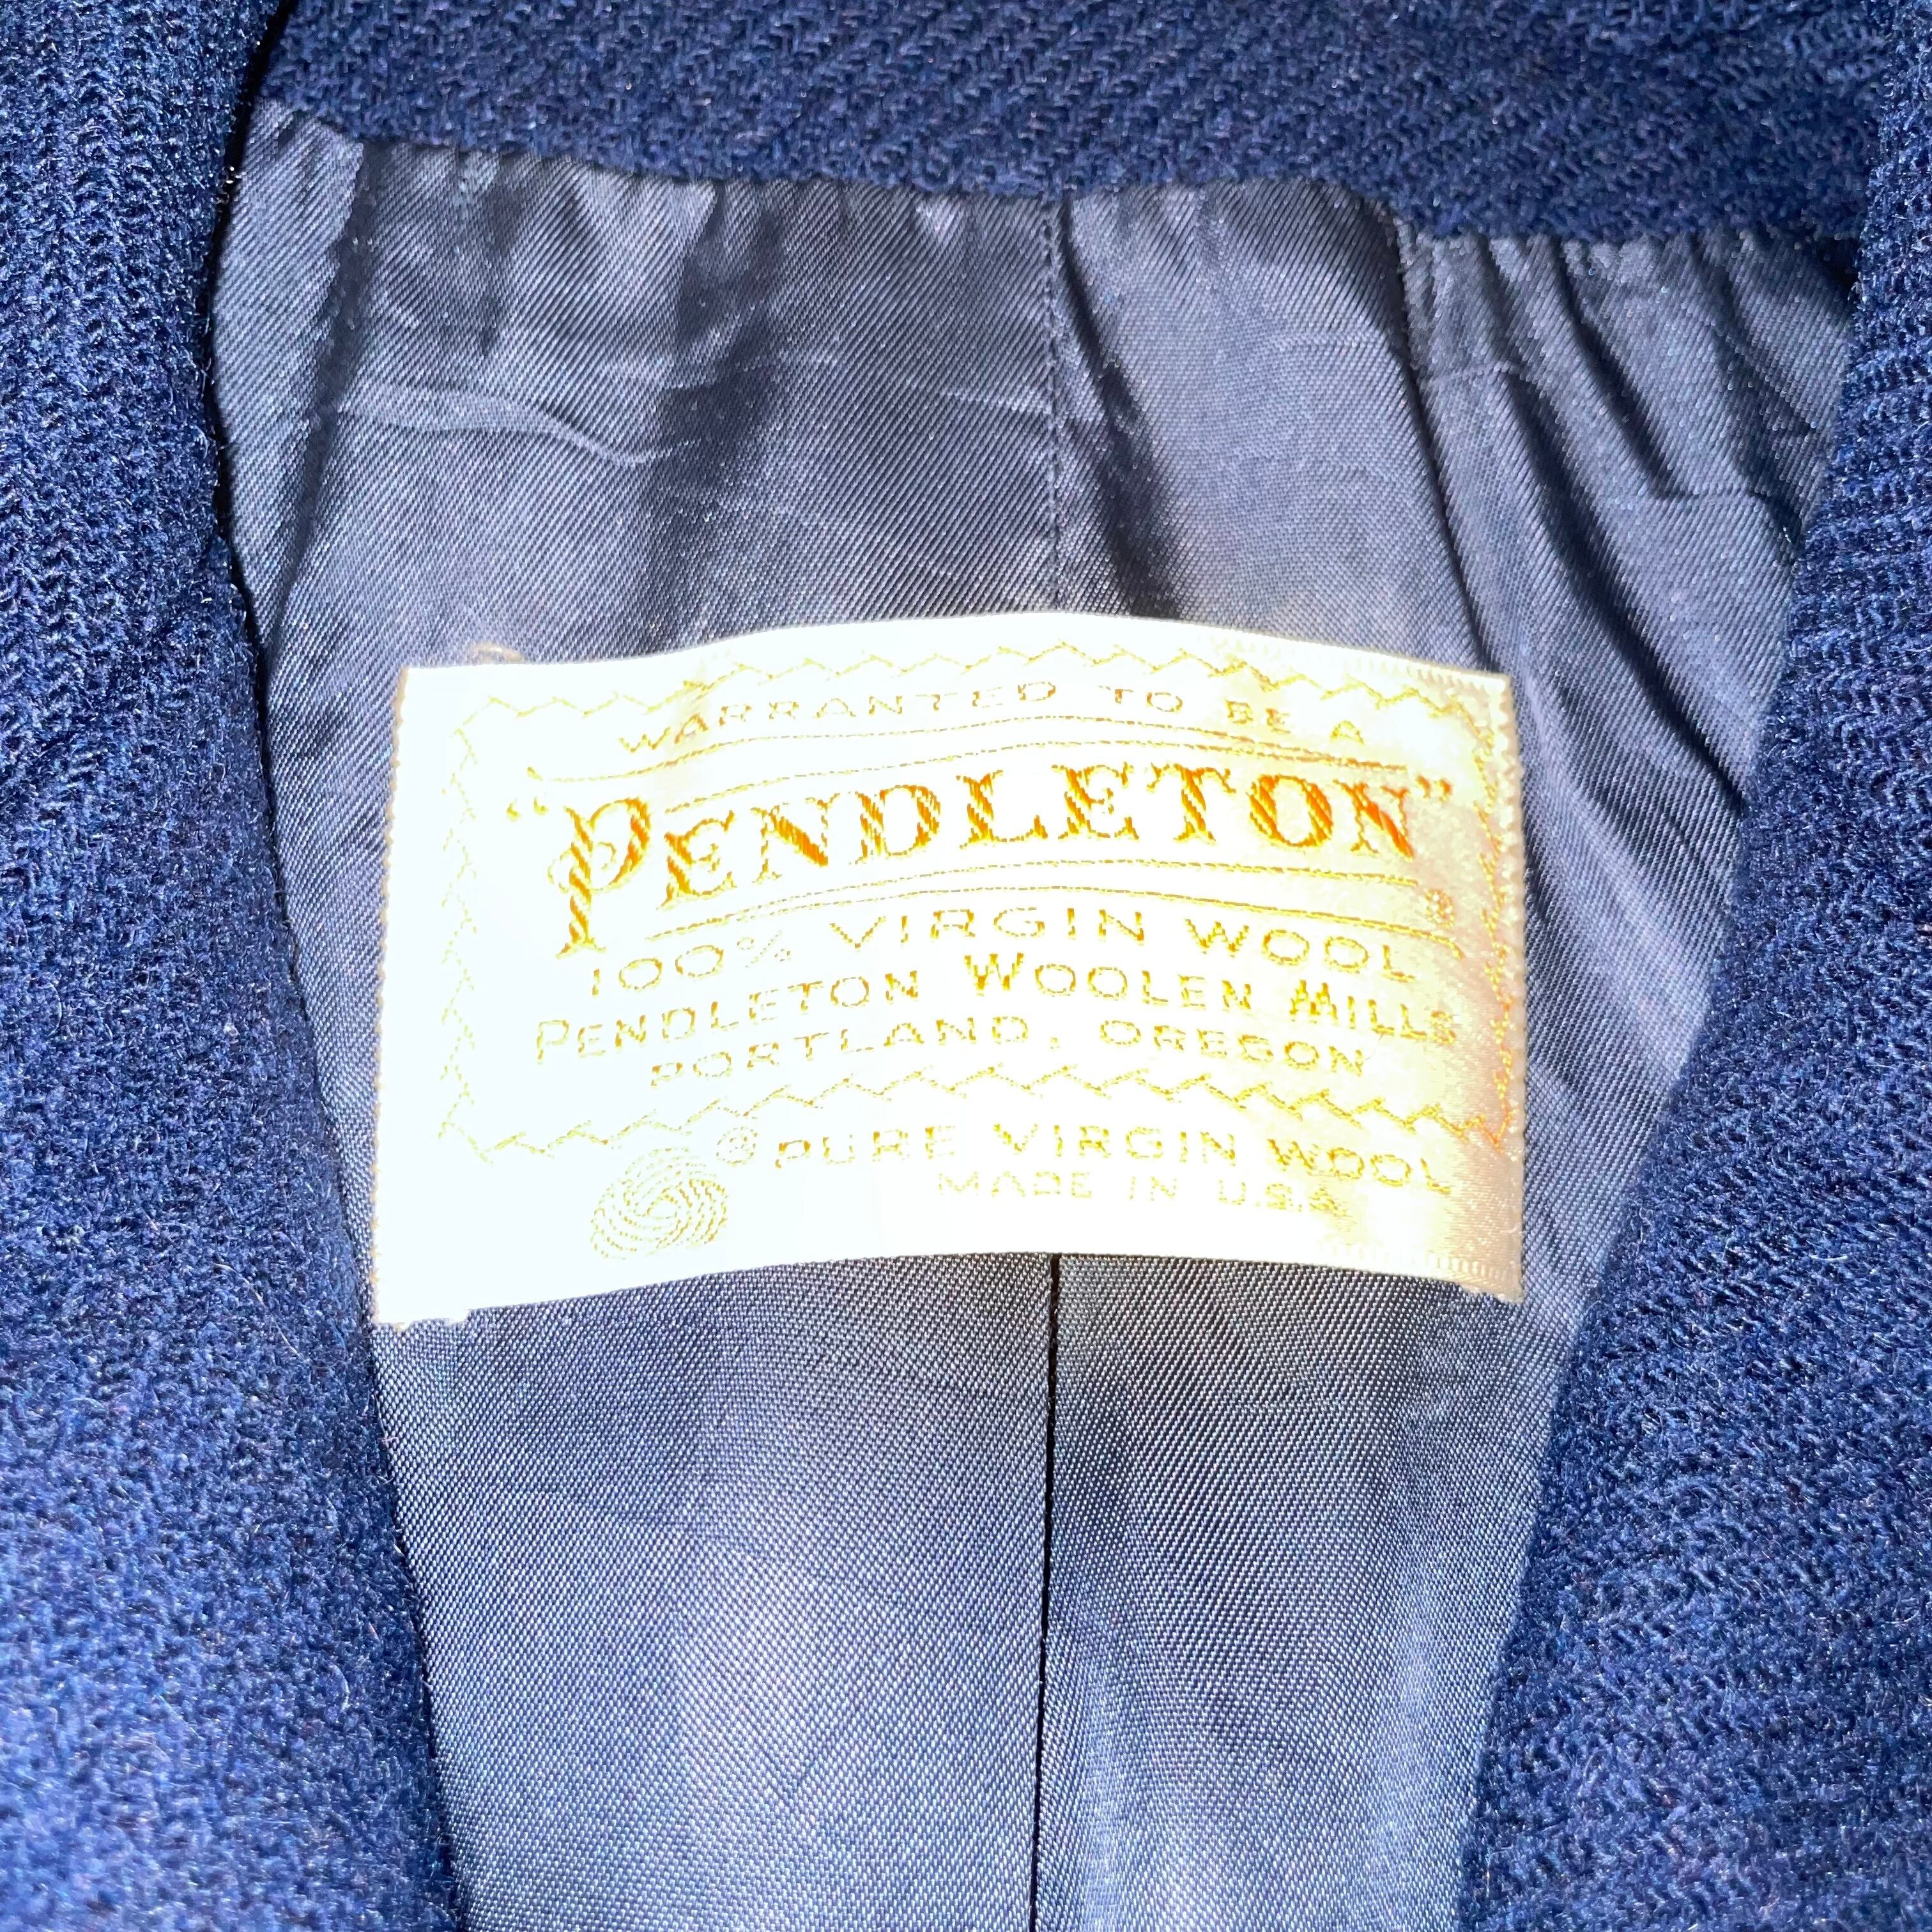 WARRANTED TO BE A
"PENDLETON"
®
100% VIRGIN WOOL
PENDLETON WOOLEN MILLS
PORTLAND, OREGON
® PURE VIRGIN WOOL
MADE IN U.S.A.